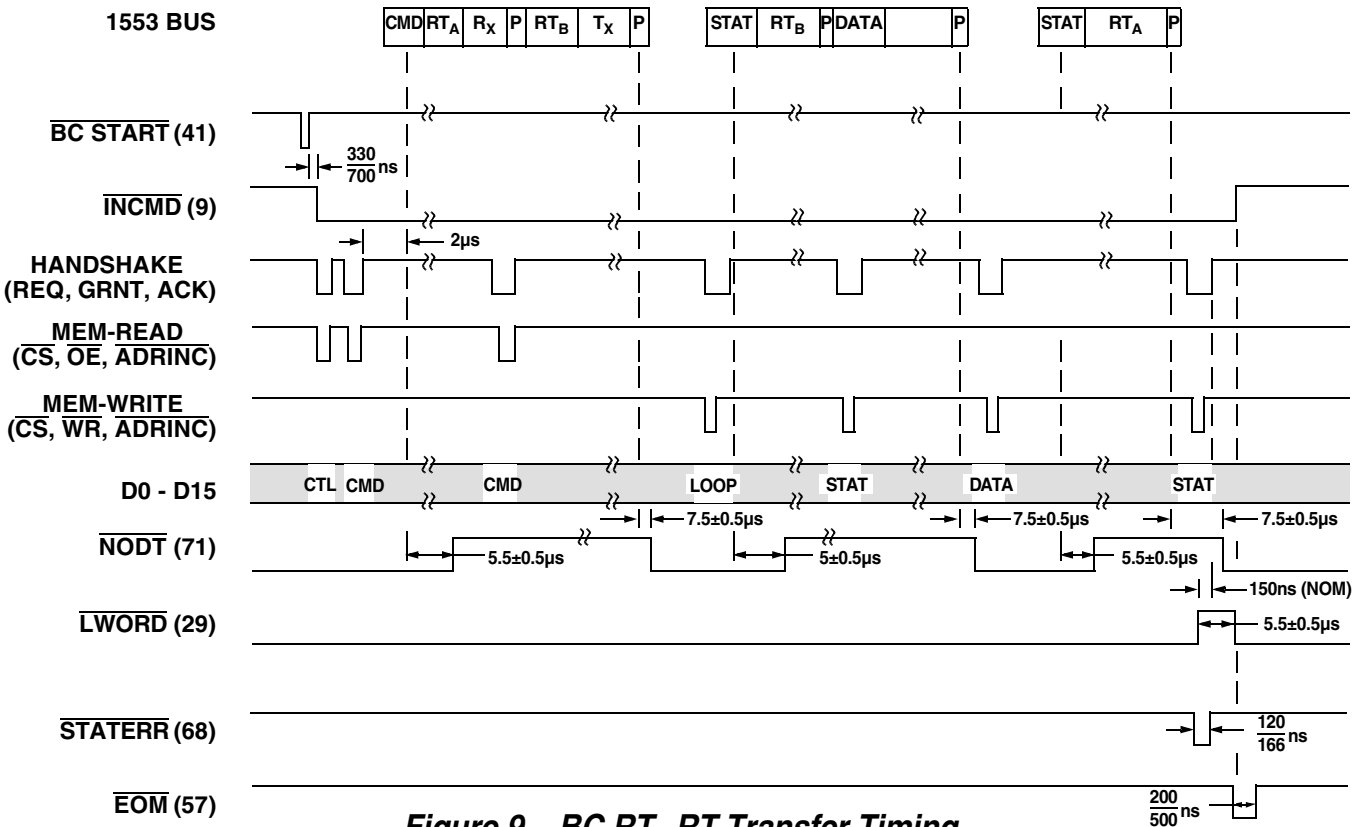 1553 BUS
CMD RTA RX P RTB TX P STAT RTB P DATA P STAT RTA P
BC START (41)
330
700 ns
INCMD (9)
2µs
HANDSHAKE
(REQ, GRNT, ACK)
MEM-READ
(CS, OE, ADRINC)
MEM-WRITE
(CS, WR, ADRINC)
D0 - D15 CTL CMD CMD LOOP STAT DATA STAT
7.5±0.5µs 7.5±0.5µs 7.5±0.5µs
NODT (71) 5.5±0.5µs 5±0.5µs 5.5±0.5µs
150ns (NOM)
LWORD (29) 5.5±0.5µs
STATERR (68) 120
166 ns
EOM (57) 200
500 ns